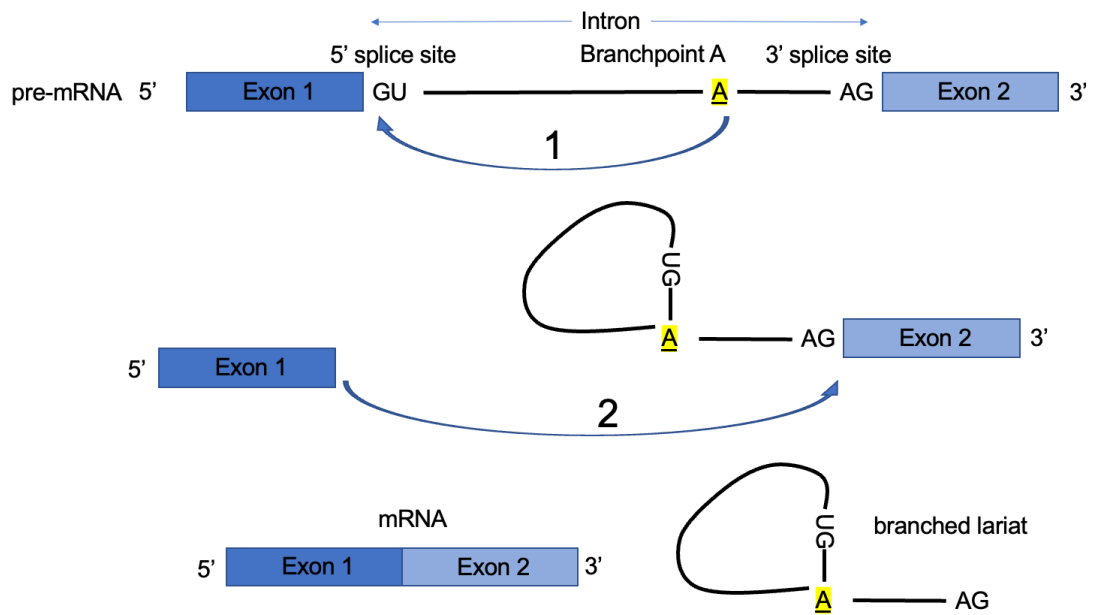 Intron
5’ splice site Branchpoint A 3’ splice site
pre-mRNA 5’ Exon 1 GU A AG Exon 2 3’
1
UG
A AG Exon 2 3’
5’ Exon 1
2
mRNA
UG branched lariat
5’ Exon 1 Exon 2 3’
A AG